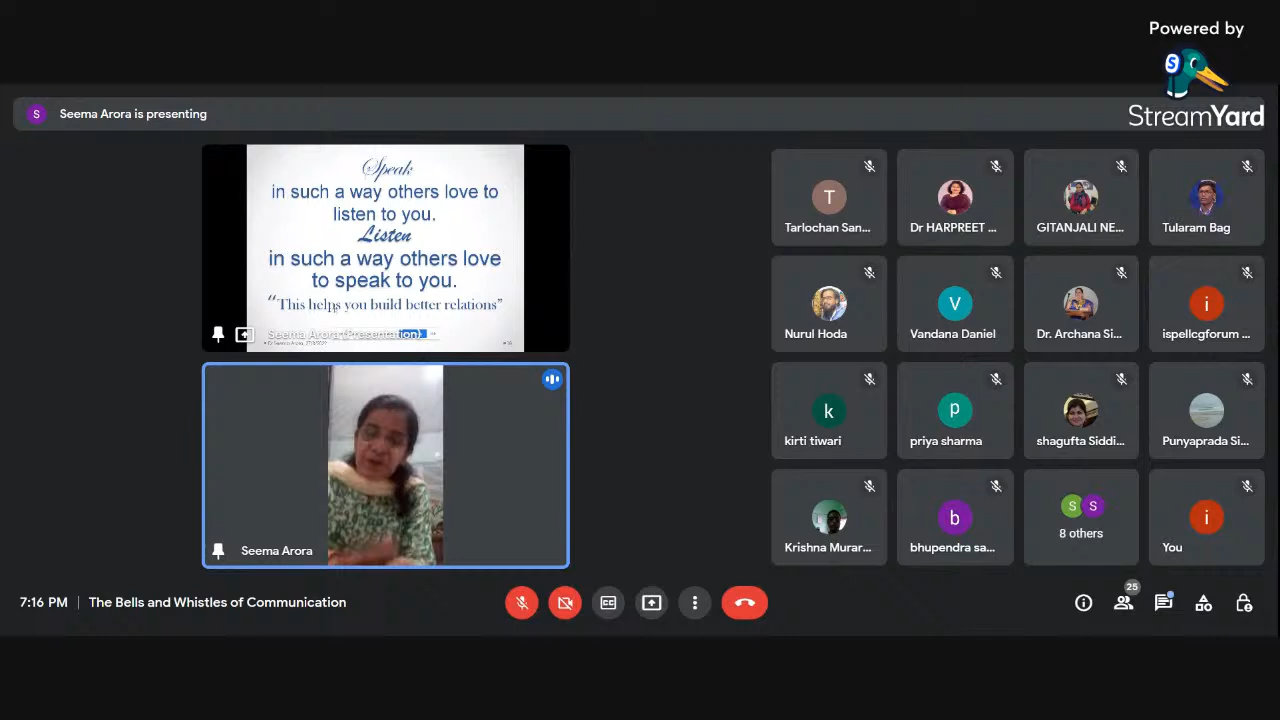 Powered by
S
StreamYard
S
Seema Arora is presenting
Speak
in such a way others love to
listen to you.
Listen
in such a way others love
to speak to you.
“This helps you build better relations”
Seema Arora (Presentation)
Seema Arora
T
Tarlochan San...
Dr HARPREET ...
GITANJALI NE...
Tularam Bag
Nurul Hoda
V
Vandana Daniel
Dr. Archana Si...
i
ispellcgforum ...
k
kirti tiwari
p
priya sharma
shagufta Siddi...
Punyaprada Si...
Krishna Murar...
b
bhupendra sa...
S S
8 others
i
You
7:16 PM | The Bells and Whistles of Communication
CC
25